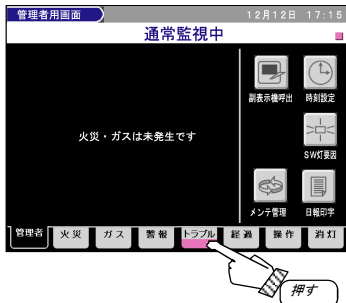 管理者用画面 12月12日 17:15
通常監視中
副表示機呼出 時刻設定
火災・ガスは未発生です
SW灯要因
メンテ管理 日報印字
管理者 火災 ガス 警報 トラブル 経過 操作 消灯
押す